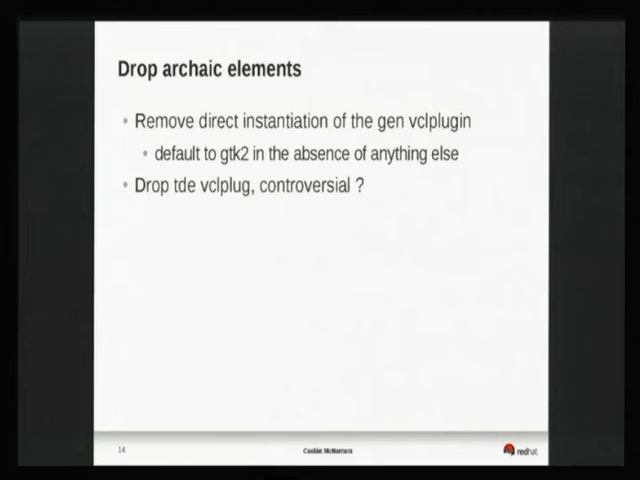 Drop archaic elements
• Remove direct instantiation of the gen vclplugin
• default to gtk2 in the absence of anything else
• Drop tde vclplug, controversial ?
14
Caolán McNamara
redhat